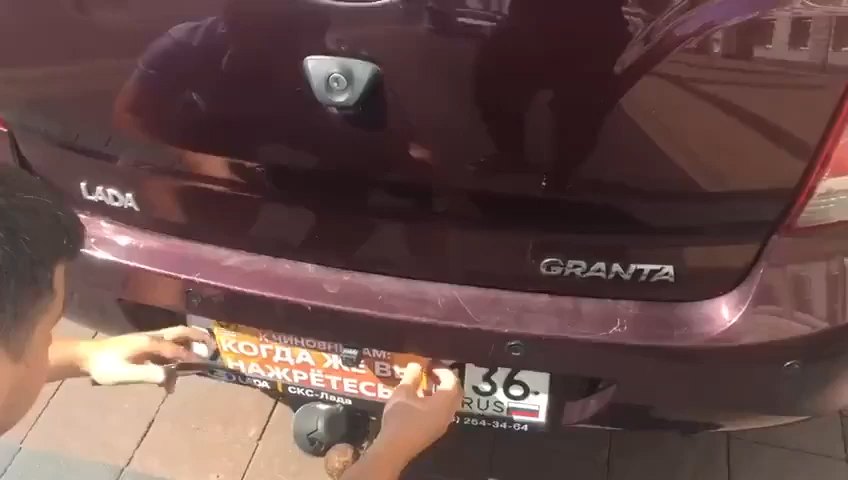 LADA
GRANTA
К ЧИНОВНИКАМ:
КОГДА ЖЕ ВЫ
НАЖРЁТЕСЬ
36
RUS
LADA
СКС-Лада
264-34-64